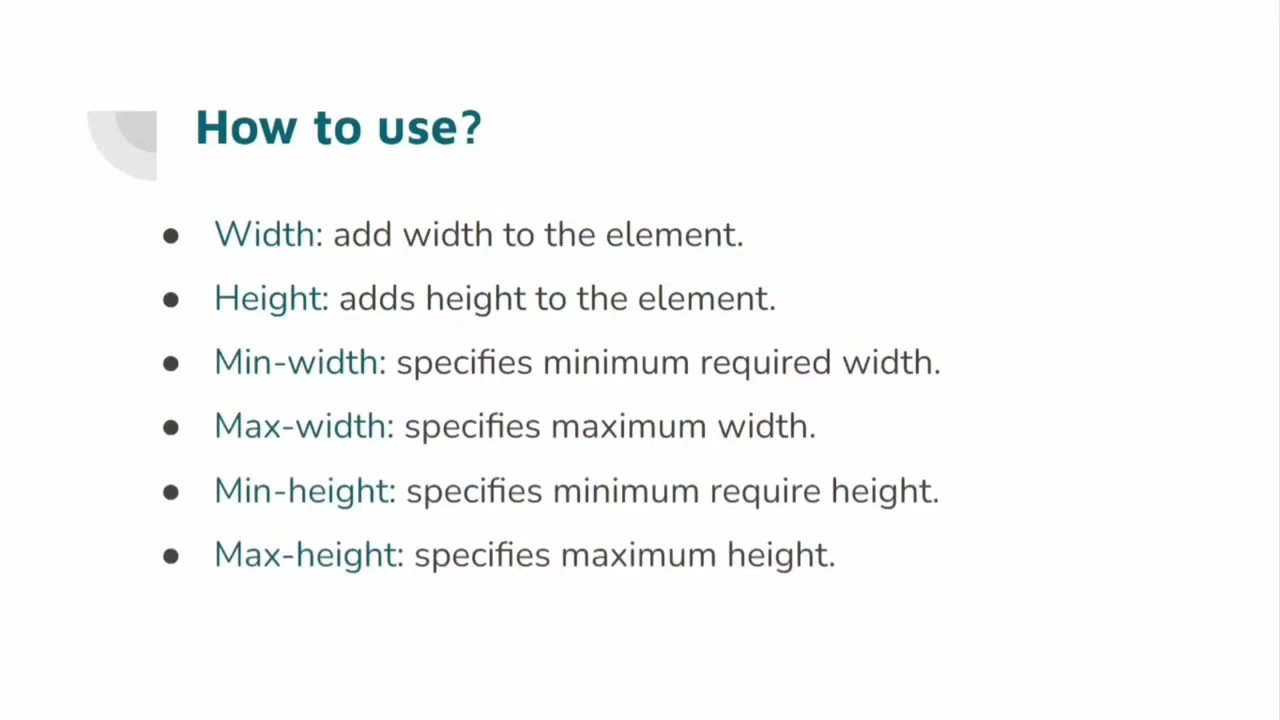 How to use?
● Width: add width to the element.
● Height: adds height to the element.
● Min-width: specifies minimum required width.
● Max-width: specifies maximum width.
● Min-height: specifies minimum require height.
● Max-height: specifies maximum height.